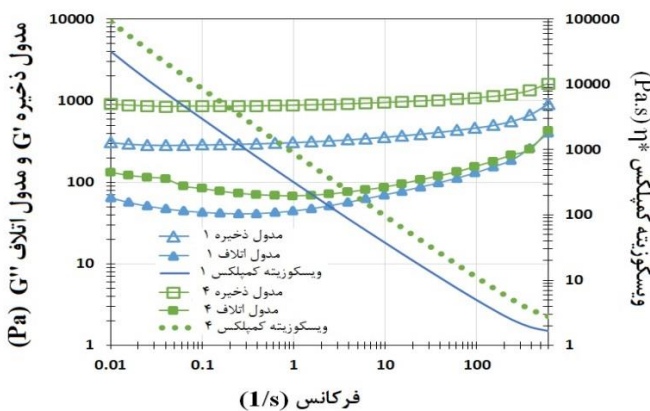 10000
1000
100
10
1
100000
10000
1000
100
10
1
0.01
0.1
1
10
100
مدول ذخیره G' و مدول اتلاف G'' (Pa)
ویسکوزیته کمپلکس η* (Pa.s)
مدول ذخیره ۱
مدول اتلاف ۱
ویسکوزیته کمپلکس ۱
مدول ذخیره ۴
مدول اتلاف ۴
ویسکوزیته کمپلکس ۴
فرکانس (1/s)